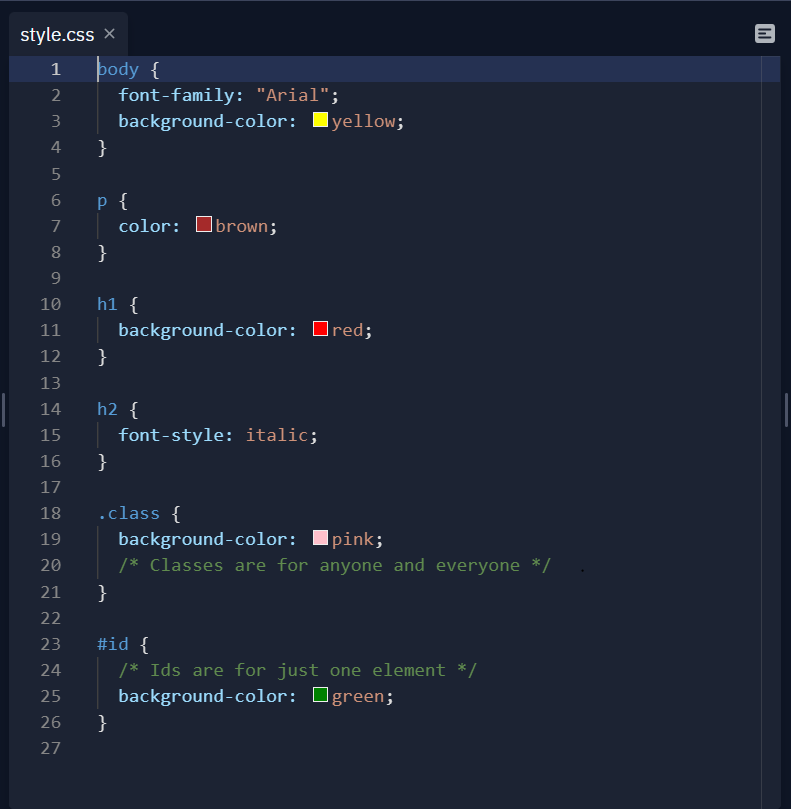 style.css ×
1 body {
2   font-family: "Arial";
3   background-color: yellow;
4 }
5
6 p {
7   color: brown;
8 }
9
10 h1 {
11   background-color: red;
12 }
13
14 h2 {
15   font-style: italic;
16 }
17
18 .class {
19   background-color: pink;
20   /* Classes are for anyone and everyone */
21 }
22
23 #id {
24   /* Ids are for just one element */
25   background-color: green;
26 }
27